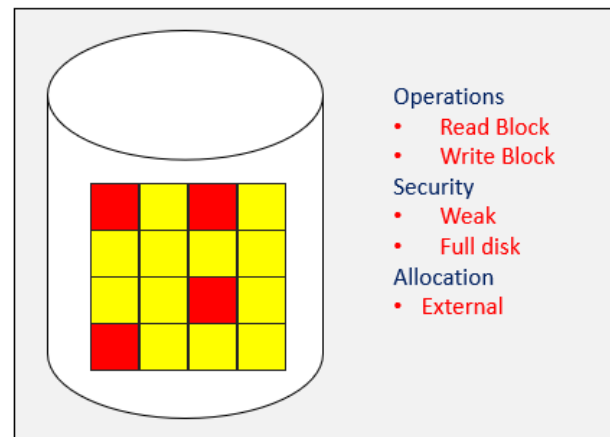 Operations
• Read Block
• Write Block
Security
• Weak
• Full disk
Allocation
• External